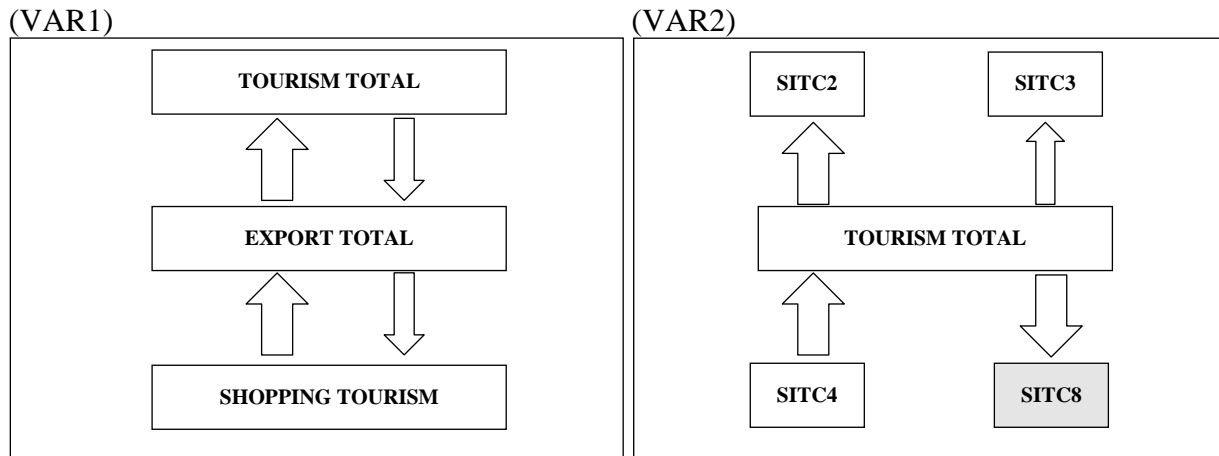 (VAR1)
TOURISM TOTAL
EXPORT TOTAL
SHOPPING TOURISM
(VAR2)
SITC2
SITC3
TOURISM TOTAL
SITC4
SITC8